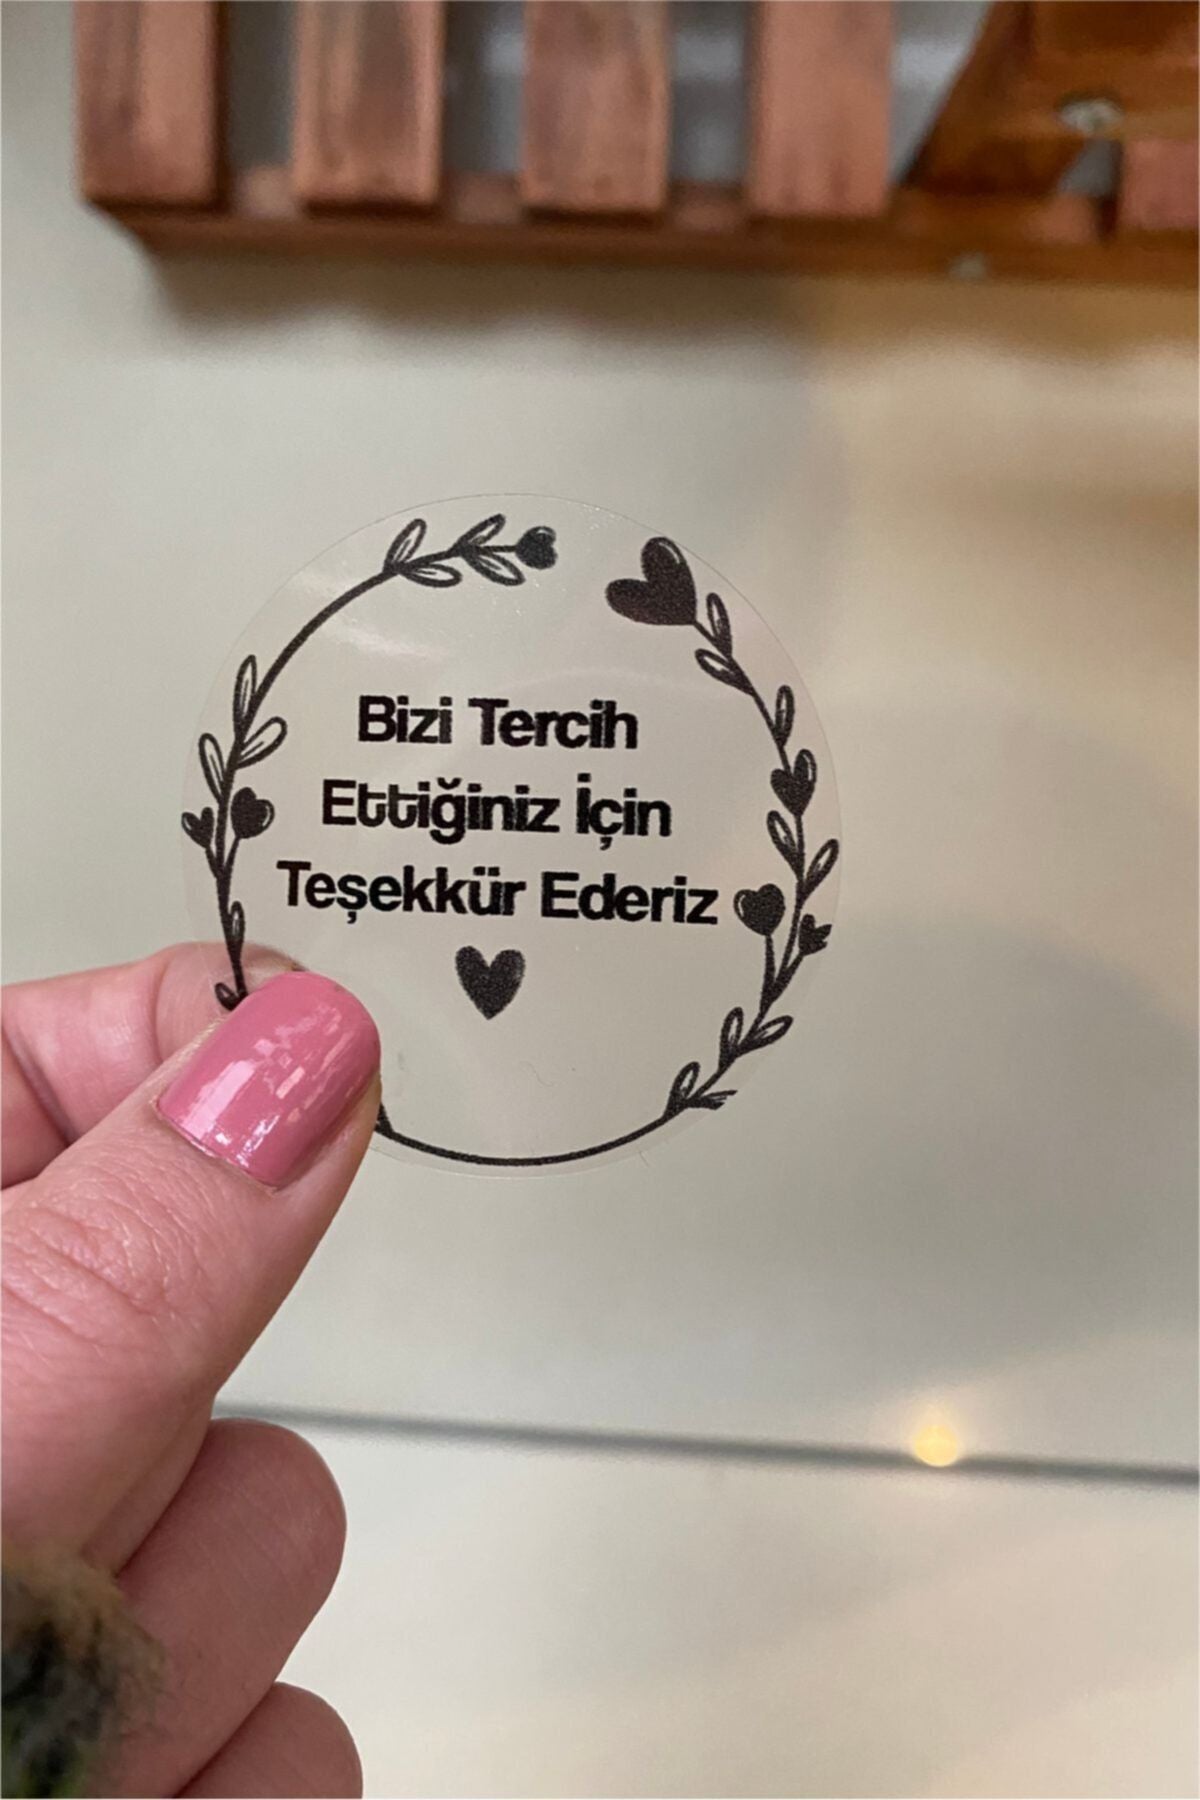 Bizi Tercih
Ettiğiniz İçin
Teşekkür Ederiz